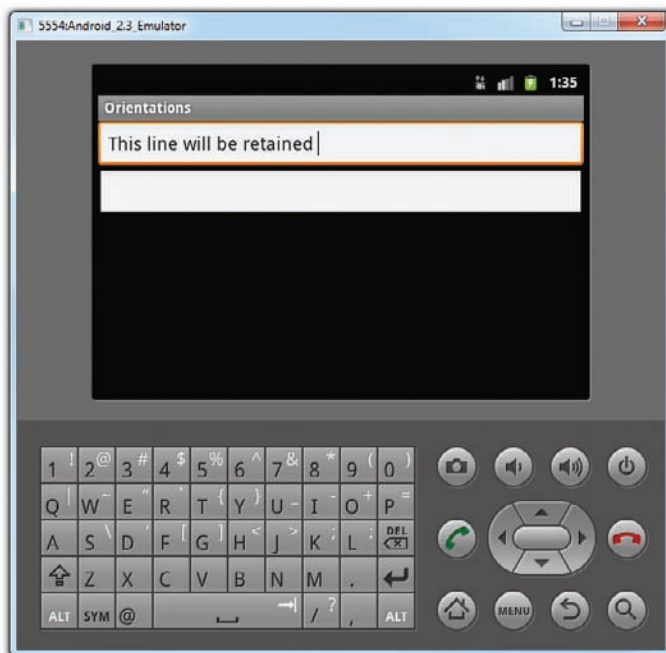 5554:Android_2.3_Emulator
1:35
Orientations
This line will be retained
1 ! 2 @ 3 # 4 $ 5 % 6 ^ 7 & 8 * 9 ( 0 )
Q | W ~ E " R ` T { Y } U _ I - O + P =
A S \ D ' F [ G ] H < J > K ; L : DEL
Z X C V B N M .
ALT SYM @ / ? , ALT
MENU